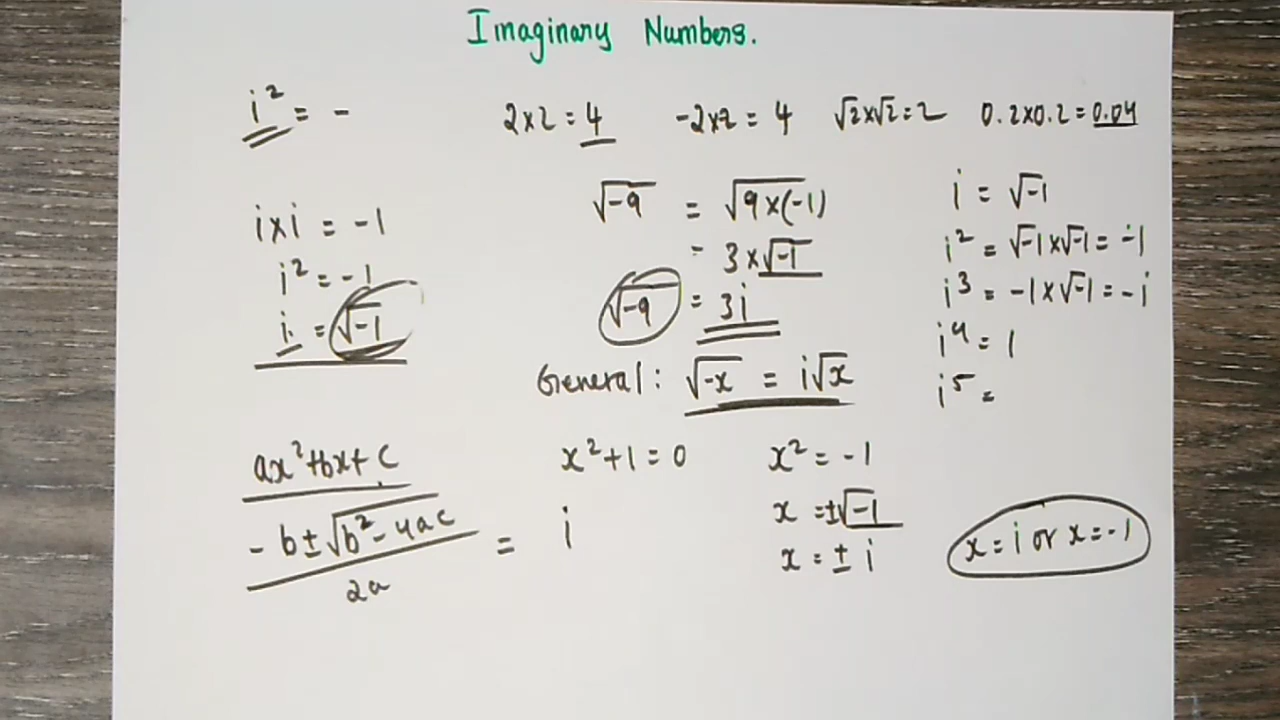 Imaginary Numbers.
i² = -
2x2 = 4
-2x2 = 4
√2x√2 = 2
0.2x0.2 = 0.04
ixi = -1
i² = -1
i = √-1
√-9 = √9x(-1)
= 3x√-1
√-9 = 3i
General: √-x = i√x
i = √-1
i² = √-1x√-1 = -1
i³ = -1x√-1 = -i
i⁴ = 1
i⁵ =
ax²+bx+c
-b±√b²-4ac = i
2a
x²+1=0
x² = -1
x = ±√-1
x = ± i
x = i or x = -1